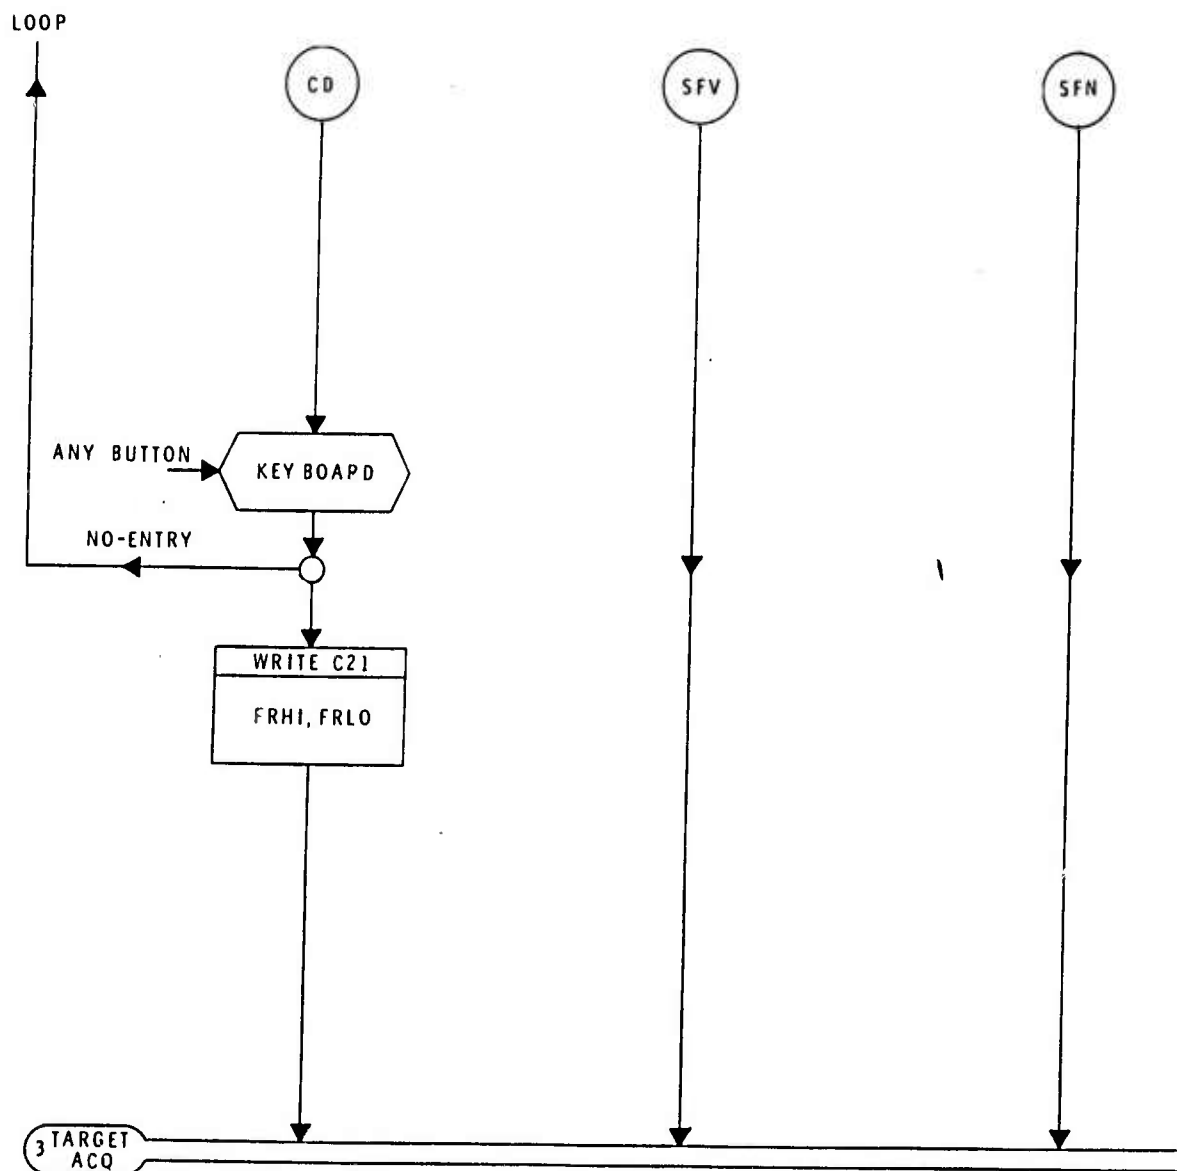 LOOP
CD
SFV
SFN
ANY BUTTON
KEY BOAPD
NO-ENTRY
WRITE C21
FRHI, FRLO
3 TARGET
ACQ